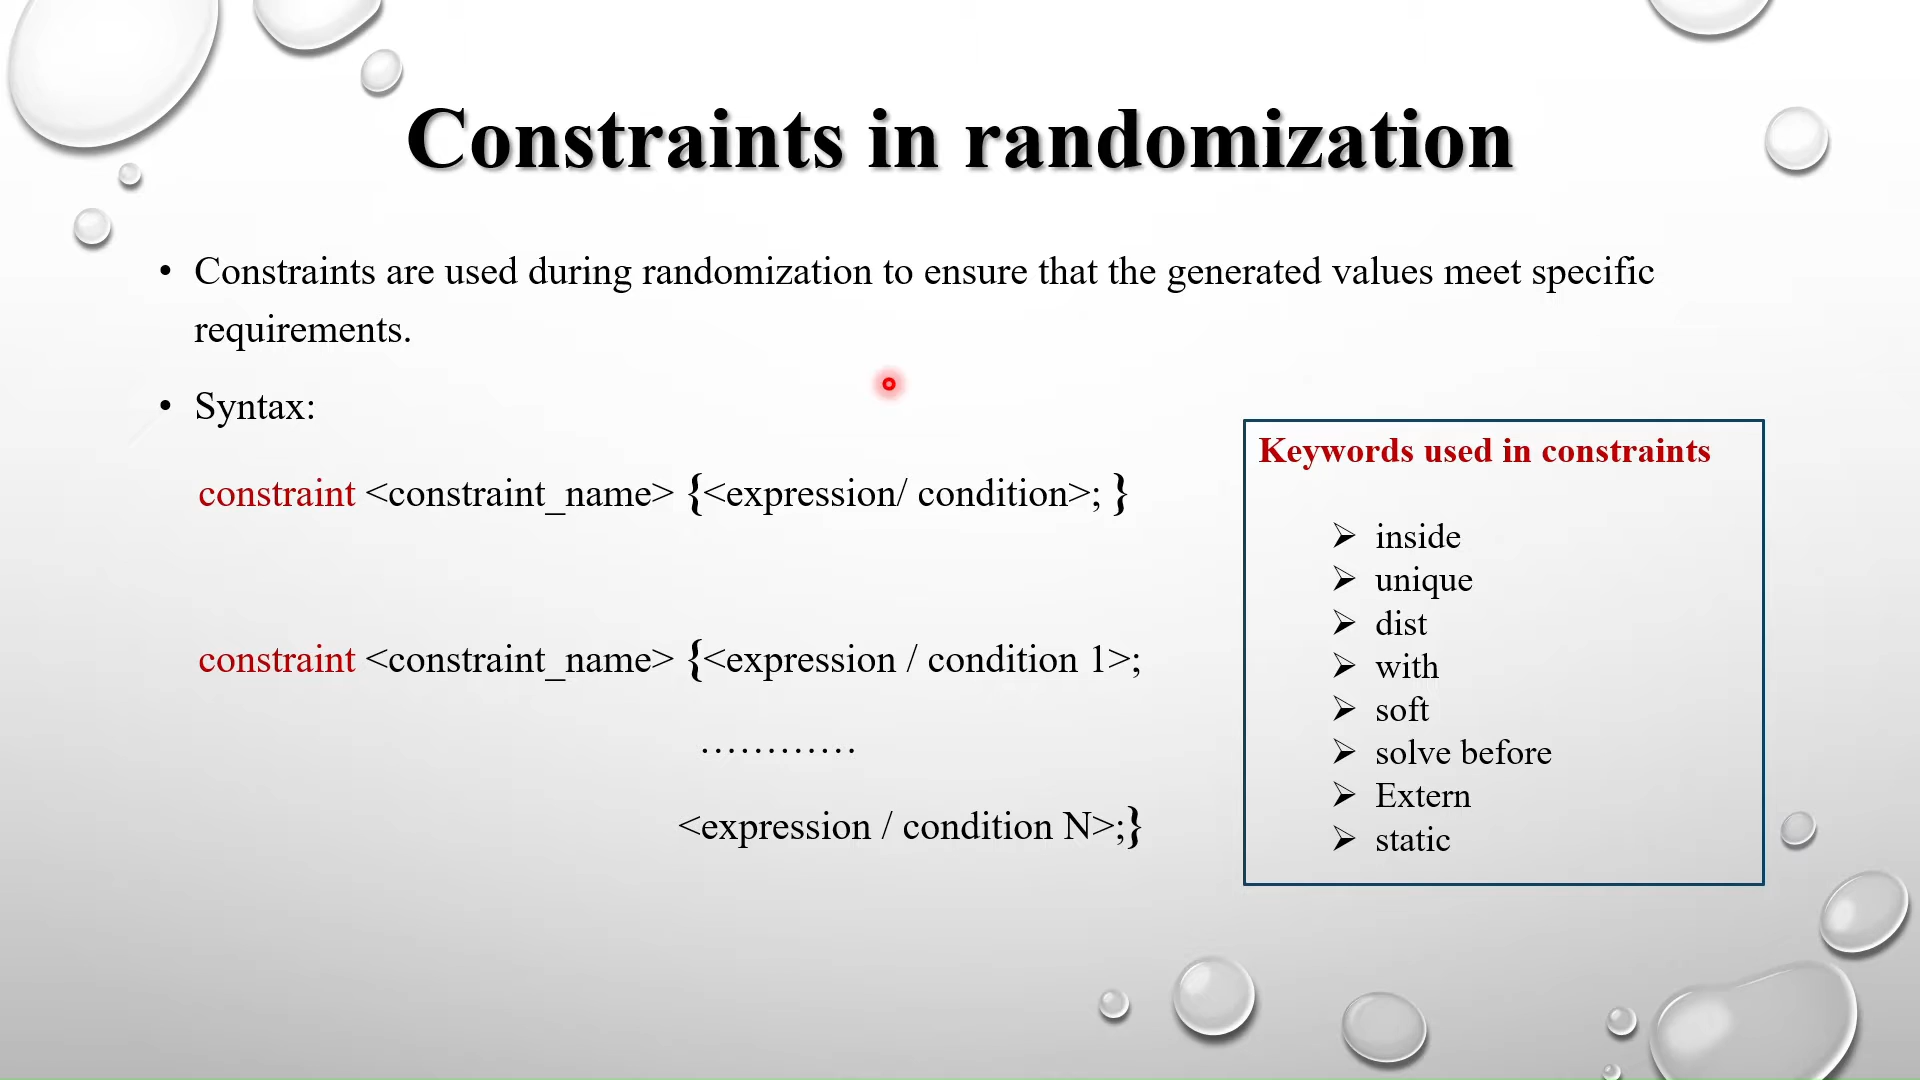 Constraints in randomization
• Constraints are used during randomization to ensure that the generated values meet specific
requirements.
• Syntax:
constraint <constraint_name> {<expression/ condition>; }
constraint <constraint_name> {<expression / condition 1>;
…………
<expression / condition N>;}
Keywords used in constraints
➢ inside
➢ unique
➢ dist
➢ with
➢ soft
➢ solve before
➢ Extern
➢ static